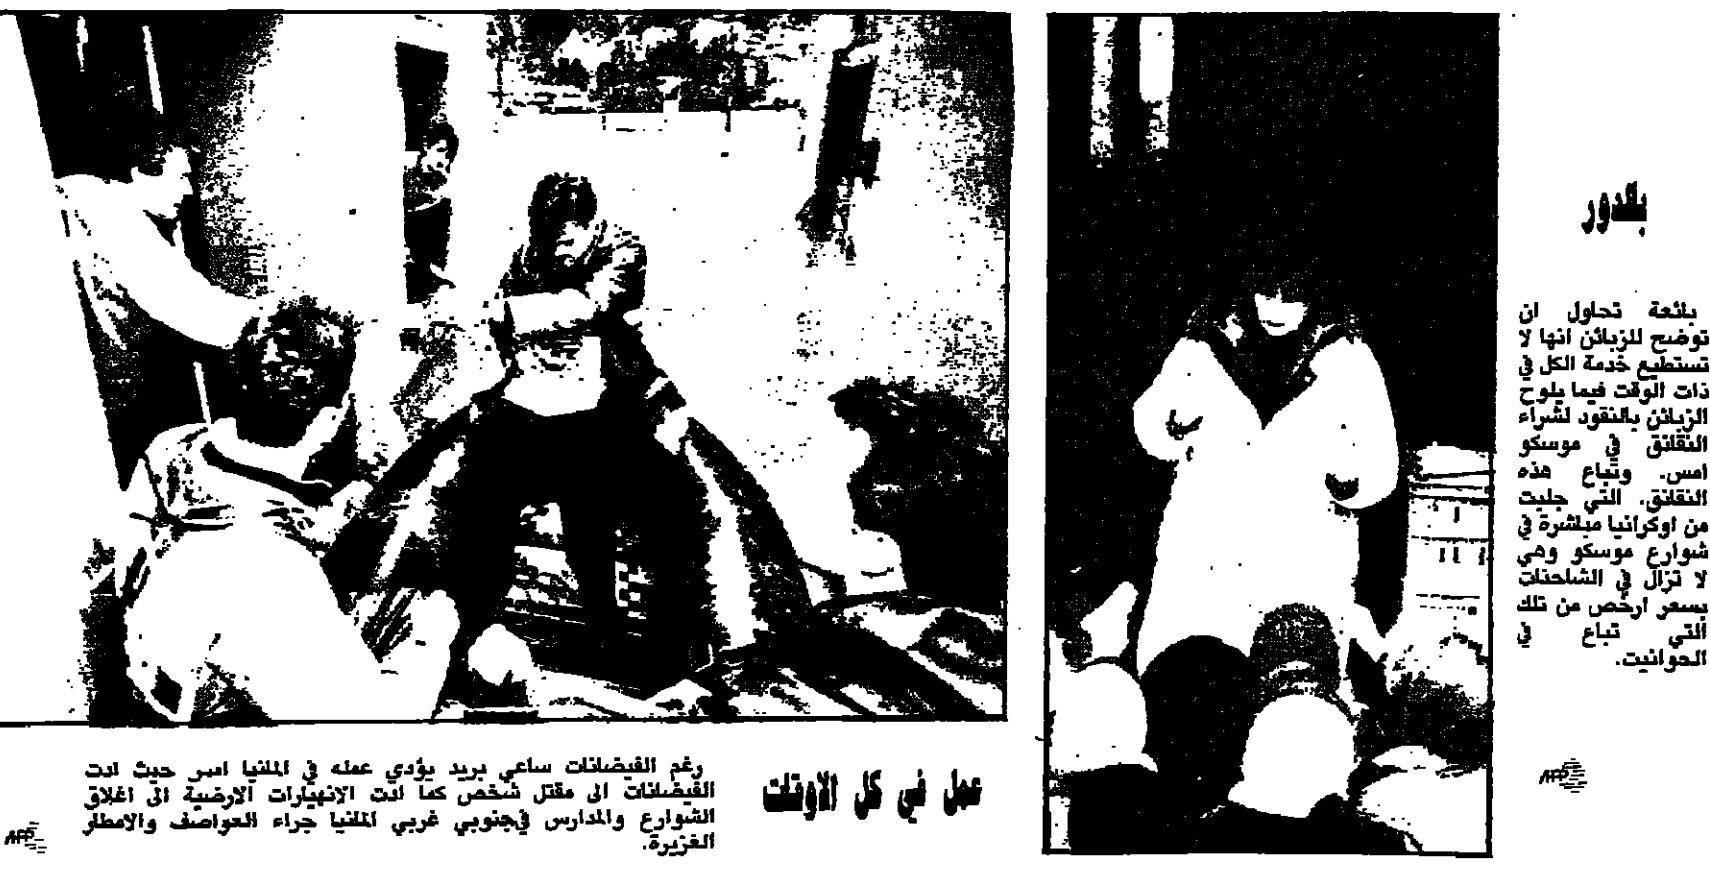 بالدور
بائعة تحاول ان
توضح للزبائن انها لا
تستطيع خدمة الكل في
ذات الوقت فيما يلوح
الزبائن بالنقود لشراء
النقانق في موسكو
امس. وتباع هذه
النقانق، التي جلبت
من اوكرانيا مباشرة في
شوارع موسكو وهي
لا تزال في الشاحنات
بسعر ارخص من تلك
التي تباع في
الحوانيت.
AFP
عمل في كل الاوقات
رغم الفيضانات ساعي بريد يؤدي عمله في المانيا امس حيث ادت
الفيضانات الى مقتل شخص كما ادت الانهيارات الارضية الى اغلاق
الشوارع والمدارس في جنوبي غربي المانيا جراء العواصف والامطار
الغزيرة.
AFP